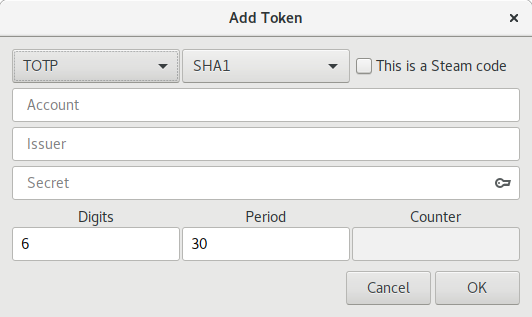 Add Token
TOTP SHA1 This is a Steam code
Account
Issuer
Secret
Digits Period Counter
6 30
Cancel OK